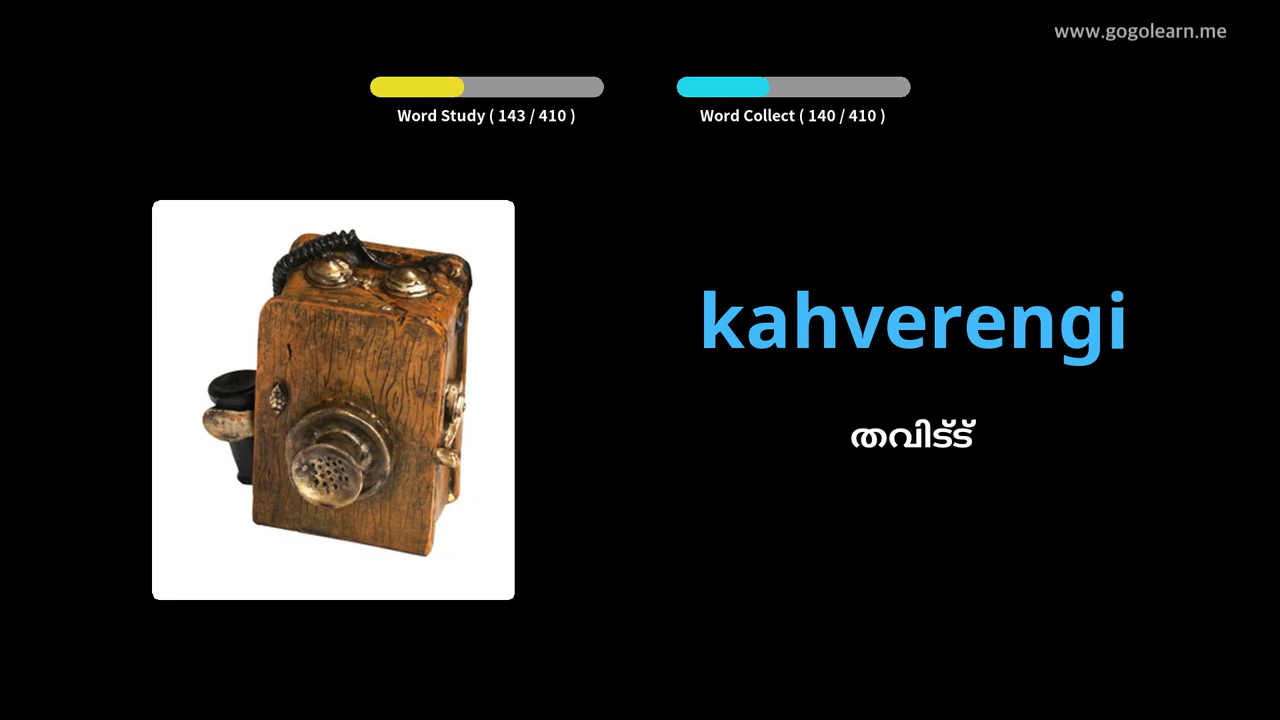 www.gogolearn.me
Word Study ( 143 / 410 )
Word Collect ( 140 / 410 )
kahverengi
തവിട്ട്